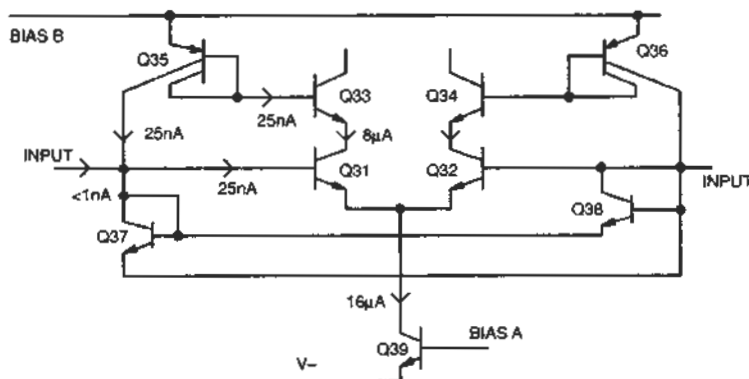 BIAS B
Q35
Q36
Q33
Q34
25nA
8µA
25nA
INPUT
Q31
Q32
INPUT
<1nA
25nA
Q37
Q38
16µA
BIAS A
V–
Q39